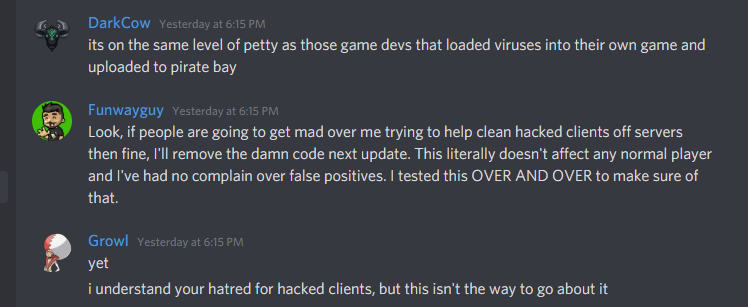 DarkCow Yesterday at 6:15 PM
its on the same level of petty as those game devs that loaded viruses into their own game and
uploaded to pirate bay
Funwayguy Yesterday at 6:15 PM
Look, if people are going to get mad over me trying to help clean hacked clients off servers
then fine, I'll remove the damn code next update. This literally doesn't affect any normal player
and I've had no complain over false positives. I tested this OVER AND OVER to make sure of
that.
Growl Yesterday at 6:15 PM
yet
i understand your hatred for hacked clients, but this isn't the way to go about it